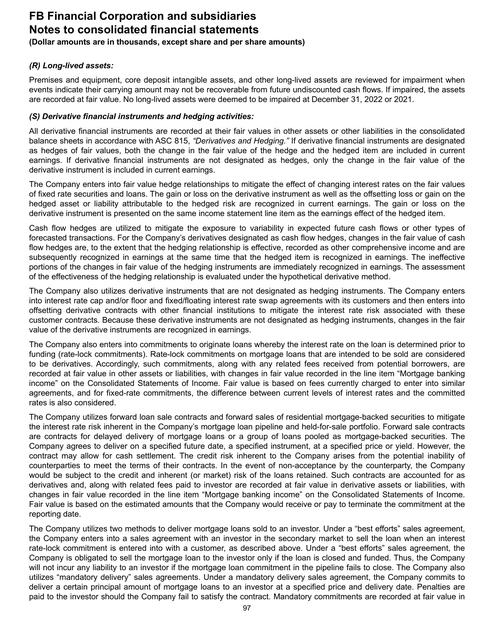 FB Financial Corporation and subsidiaries
Notes to consolidated financial statements
(Dollar amounts are in thousands, except share and per share amounts)
(R) Long-lived assets:
Premises and equipment, core deposit intangible assets, and other long-lived assets are reviewed for impairment when
events indicate their carrying amount may not be recoverable from future undiscounted cash flows. If impaired, the assets
are recorded at fair value. No long-lived assets were deemed to be impaired at December 31, 2022 or 2021.
(S) Derivative financial instruments and hedging activities:
All derivative financial instruments are recorded at their fair values in other assets or other liabilities in the consolidated
balance sheets in accordance with ASC 815, "Derivatives and Hedging." If derivative financial instruments are designated
as hedges of fair values, both the change in the fair value of the hedge and the hedged item are included in current
earnings. If derivative financial instruments are not designated as hedges, only the change in the fair value of the
derivative instrument is included in current earnings.
The Company enters into fair value hedge relationships to mitigate the effect of changing interest rates on the fair values
of fixed rate securities and loans. The gain or loss on the derivative instrument as well as the offsetting loss or gain on the
hedged asset or liability attributable to the hedged risk are recognized in current earnings. The gain or loss on the
derivative instrument is presented on the same income statement line item as the earnings effect of the hedged item.
Cash flow hedges are utilized to mitigate the exposure to variability in expected future cash flows or other types of
forecasted transactions. For the Company's derivatives designated as cash flow hedges, changes in the fair value of cash
flow hedges are, to the extent that the hedging relationship is effective, recorded as other comprehensive income and are
subsequently recognized in earnings at the same time that the hedged item is recognized in earnings. The ineffective
portions of the changes in fair value of the hedging instruments are immediately recognized in earnings. The assessment
of the effectiveness of the hedging relationship is evaluated under the hypothetical derivative method.
The Company also utilizes derivative instruments that are not designated as hedging instruments. The Company enters
into interest rate cap and/or floor and fixed/floating interest rate swap agreements with its customers and then enters into
offsetting derivative contracts with other financial institutions to mitigate the interest rate risk associated with these
customer contracts. Because these derivative instruments are not designated as hedging instruments, changes in the fair
value of the derivative instruments are recognized in earnings.
The Company also enters into commitments to originate loans whereby the interest rate on the loan is determined prior to
funding (rate-lock commitments). Rate-lock commitments on mortgage loans that are intended to be sold are considered
to be derivatives. Accordingly, such commitments, along with any related fees received from potential borrowers, are
recorded at fair value in other assets or liabilities, with changes in fair value recorded in the line item "Mortgage banking
income" on the Consolidated Statements of Income. Fair value is based on fees currently charged to enter into similar
agreements, and for fixed-rate commitments, the difference between current levels of interest rates and the committed
rates is also considered.
The Company utilizes forward loan sale contracts and forward sales of residential mortgage-backed securities to mitigate
the interest rate risk inherent in the Company's mortgage loan pipeline and held-for-sale portfolio. Forward sale contracts
are contracts for delayed delivery of mortgage loans or a group of loans pooled as mortgage-backed securities. The
Company agrees to deliver on a specified future date, a specified instrument, at a specified price or yield. However, the
contract may allow for cash settlement. The credit risk inherent to the Company arises from the potential inability of
counterparties to meet the terms of their contracts. In the event of non-acceptance by the counterparty, the Company
would be subject to the credit and inherent (or market) risk of the loans retained. Such contracts are accounted for as
derivatives and, along with related fees paid to investor are recorded at fair value in derivative assets or liabilities, with
changes in fair value recorded in the line item "Mortgage banking income" on the Consolidated Statements of Income.
Fair value is based on the estimated amounts that the Company would receive or pay to terminate the commitment at the
reporting date.
The Company utilizes two methods to deliver mortgage loans sold to an investor. Under a "best efforts" sales agreement,
the Company enters into a sales agreement with an investor in the secondary market to sell the loan when an interest
rate-lock commitment is entered into with a customer, as described above. Under a "best efforts" sales agreement, the
Company is obligated to sell the mortgage loan to the investor only if the loan is closed and funded. Thus, the Company
will not incur any liability to an investor if the mortgage loan commitment in the pipeline fails to close. The Company also
utilizes "mandatory delivery" sales agreements. Under a mandatory delivery sales agreement, the Company commits to
deliver a certain principal amount of mortgage loans to an investor at a specified price and delivery date. Penalties are
paid to the investor should the Company fail to satisfy the contract. Mandatory commitments are recorded at fair value in
97